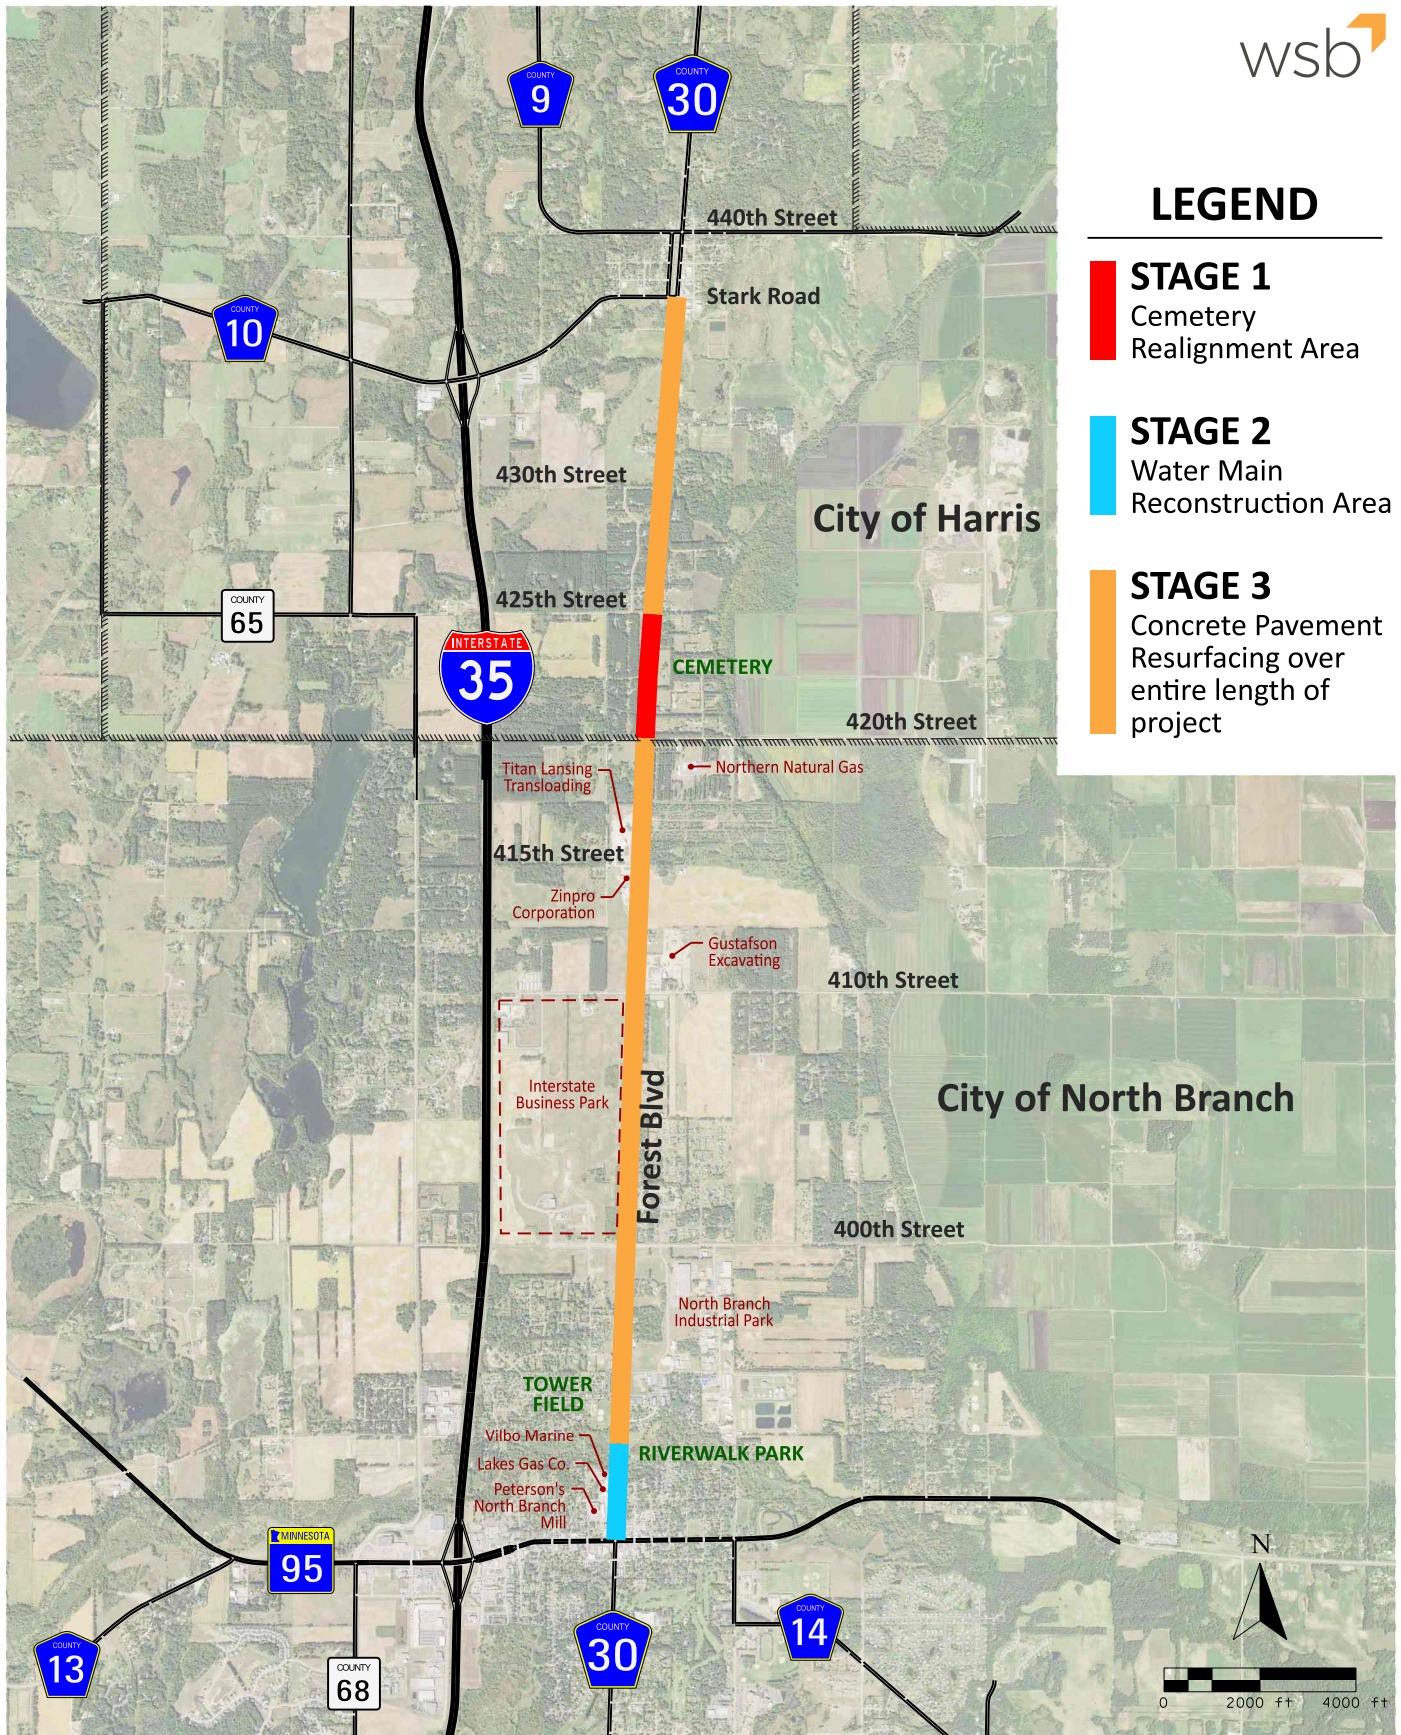 wsb
LEGEND
STAGE 1
Cemetery
Realignment Area
STAGE 2
Water Main
Reconstruction Area
STAGE 3
Concrete Pavement
Resurfacing over
entire length of
project
COUNTY
9
COUNTY
30
440th Street
Stark Road
COUNTY
10
430th Street
City of Harris
425th Street
COUNTY
65
INTERSTATE
35
CEMETERY
420th Street
Titan Lansing
Transloading
Northern Natural Gas
415th Street
Zinpro
Corporation
Gustafson
Excavating
410th Street
Interstate
Business Park
Forest Blvd
City of North Branch
400th Street
North Branch
Industrial Park
TOWER
FIELD
Vilbo Marine
RIVERWALK PARK
Lakes Gas Co.
Peterson's
North Branch
Mill
MINNESOTA
95
COUNTY
13
COUNTY
68
COUNTY
30
COUNTY
14
N
0 2000 ft 4000 ft